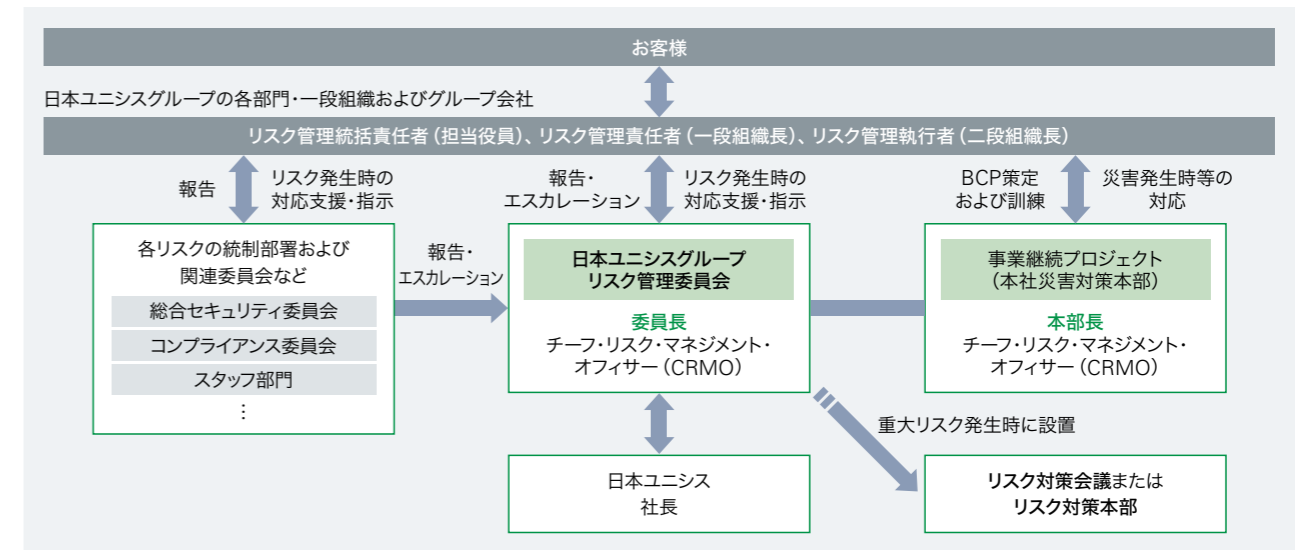 お客様
日本ユニシスグループの各部門・一段組織およびグループ会社
リスク管理統括責任者（担当役員）、リスク管理責任者（一段組織長）、リスク管理執行者（二段組織長）
報告
リスク発生時の
対応支援・指示
報告・
エスカレーション
リスク発生時の
対応支援・指示
BCP策定
および訓練
災害発生時等の
対応
各リスクの統制部署および
関連委員会など
総合セキュリティ委員会
コンプライアンス委員会
スタッフ部門
⋮
報告・
エスカレーション
日本ユニシスグループ
リスク管理委員会
委員長
チーフ・リスク・マネジメント・
オフィサー（CRMO）
事業継続プロジェクト
（本社災害対策本部）
本部長
チーフ・リスク・マネジメント・
オフィサー（CRMO）
重大リスク発生時に設置
日本ユニシス
社長
リスク対策会議または
リスク対策本部